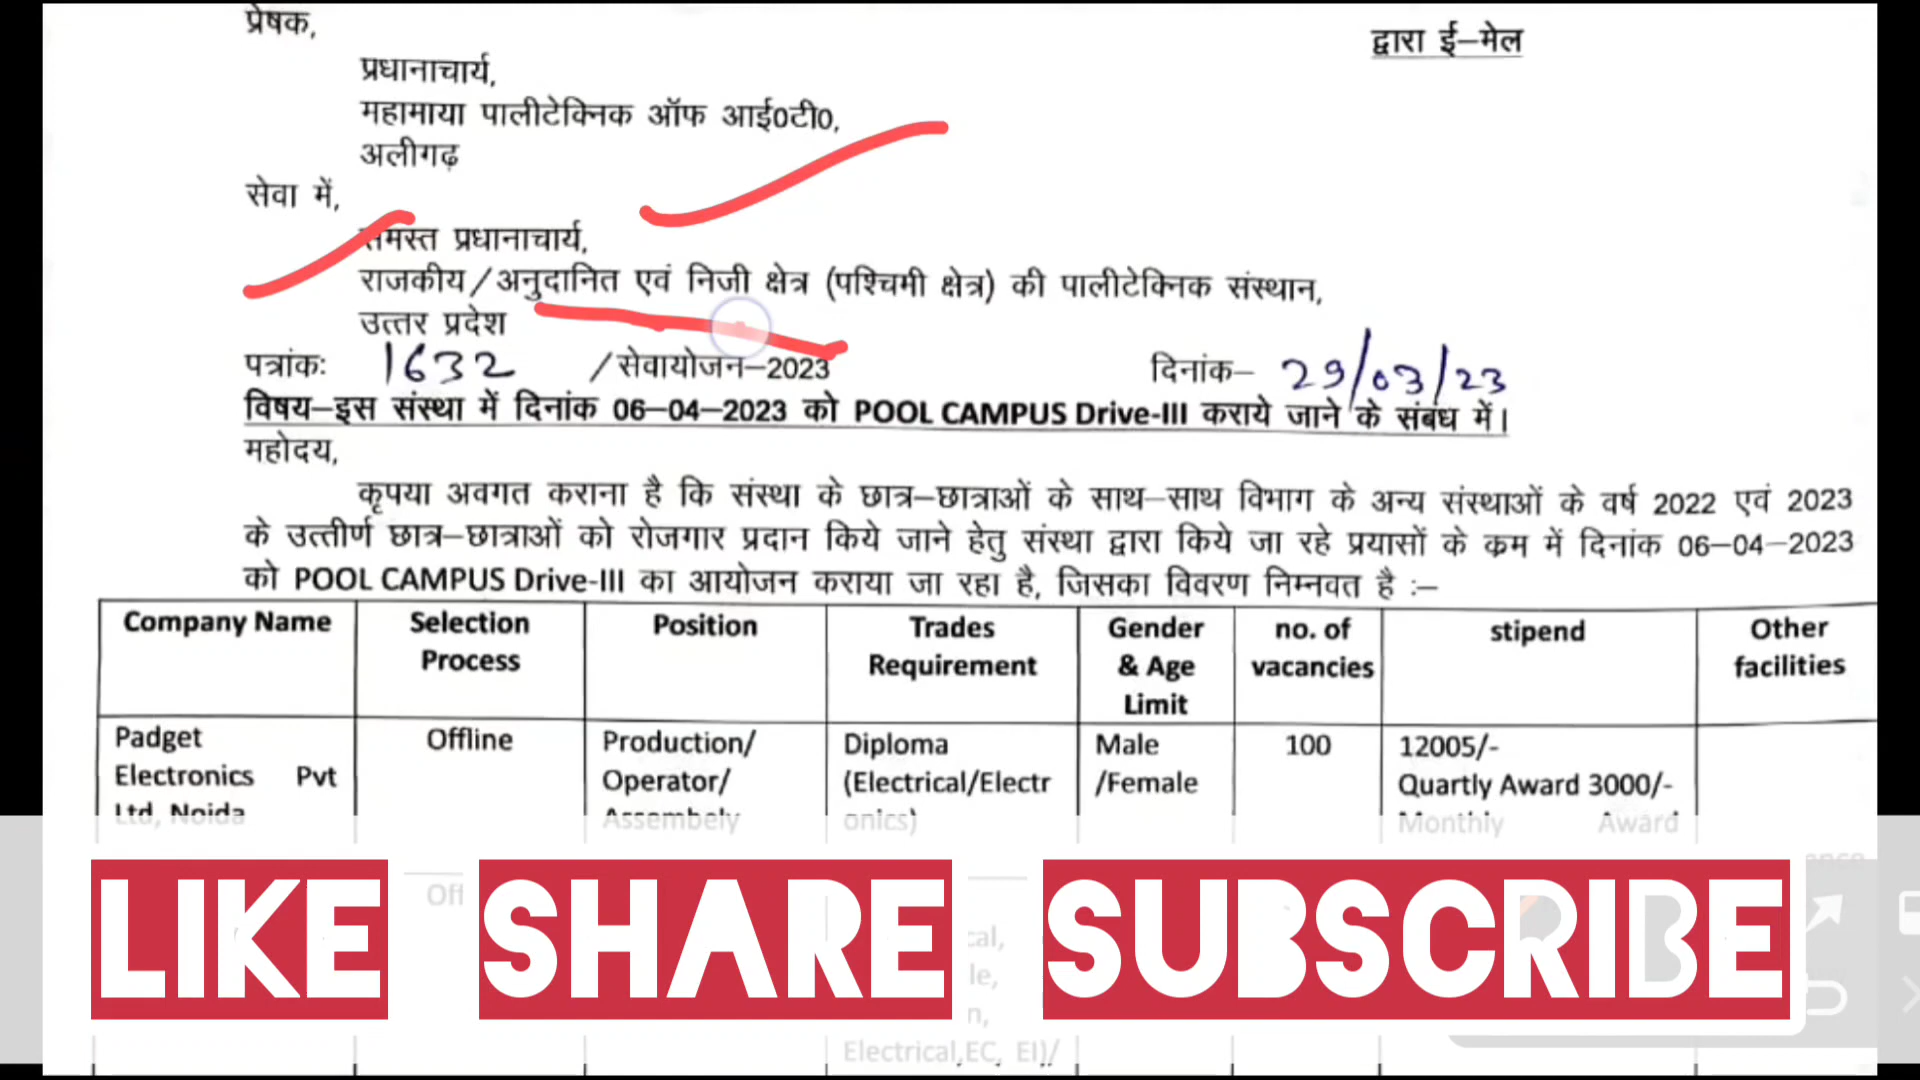 प्रेषक,
द्वारा ई–मेल
प्रधानाचार्य,
महामाया पालीटेक्निक ऑफ आई0टी0,
अलीगढ़
सेवा में,
समस्त प्रधानाचार्य,
राजकीय/अनुदानित एवं निजी क्षेत्र (पश्चिमी क्षेत्र) की पालीटेक्निक संस्थान,
उत्तर प्रदेश
पत्रांकः 1632 /सेवायोजन–2023 दिनांक– 29/03/23
विषय–इस संस्था में दिनांक 06–04–2023 को POOL CAMPUS Drive-III कराये जाने के संबंध में।
महोदय,
कृपया अवगत कराना है कि संस्था के छात्र–छात्राओं के साथ–साथ विभाग के अन्य संस्थाओं के वर्ष 2022 एवं 2023
के उत्तीर्ण छात्र–छात्राओं को रोजगार प्रदान किये जाने हेतु संस्था द्वारा किये जा रहे प्रयासों के क्रम में दिनांक 06–04–2023
को POOL CAMPUS Drive-III का आयोजन कराया जा रहा है, जिसका विवरण निम्नवत है :–
Company Name
Selection
Process
Position
Trades
Requirement
Gender
& Age
Limit
no. of
vacancies
stipend
Other
facilities
Padget
Electronics Pvt
Ltd, Noida
Offline
Production/
Operator/
Assembely
Diploma
(Electrical/Electr
onics)
Male
/Female
100
12005/-
Quartly Award 3000/-
Monthly Award
Electrical,EC, EI)/
LIKE SHARE SUBSCRIBE